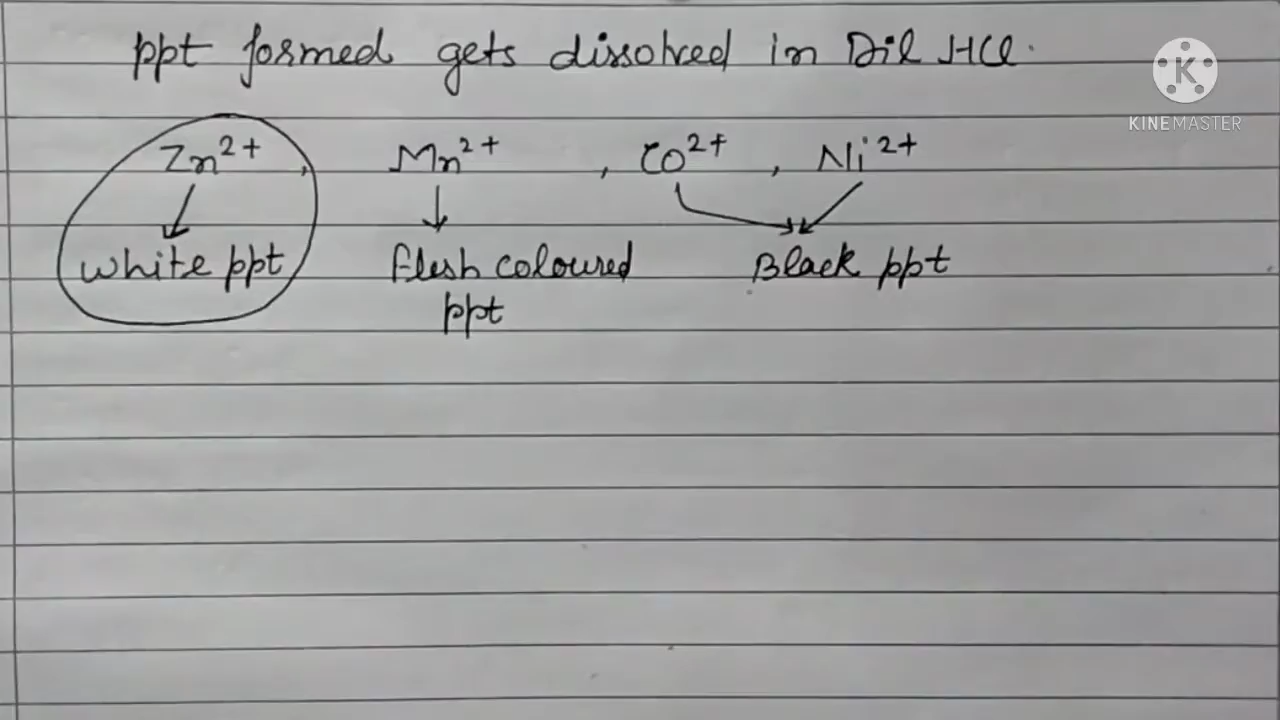 ppt formed gets dissolved in Dil HCl.
K
KINEMASTER
Zn²⁺, Mn²⁺, Co²⁺, Ni²⁺
white ppt flesh coloured Black ppt
ppt